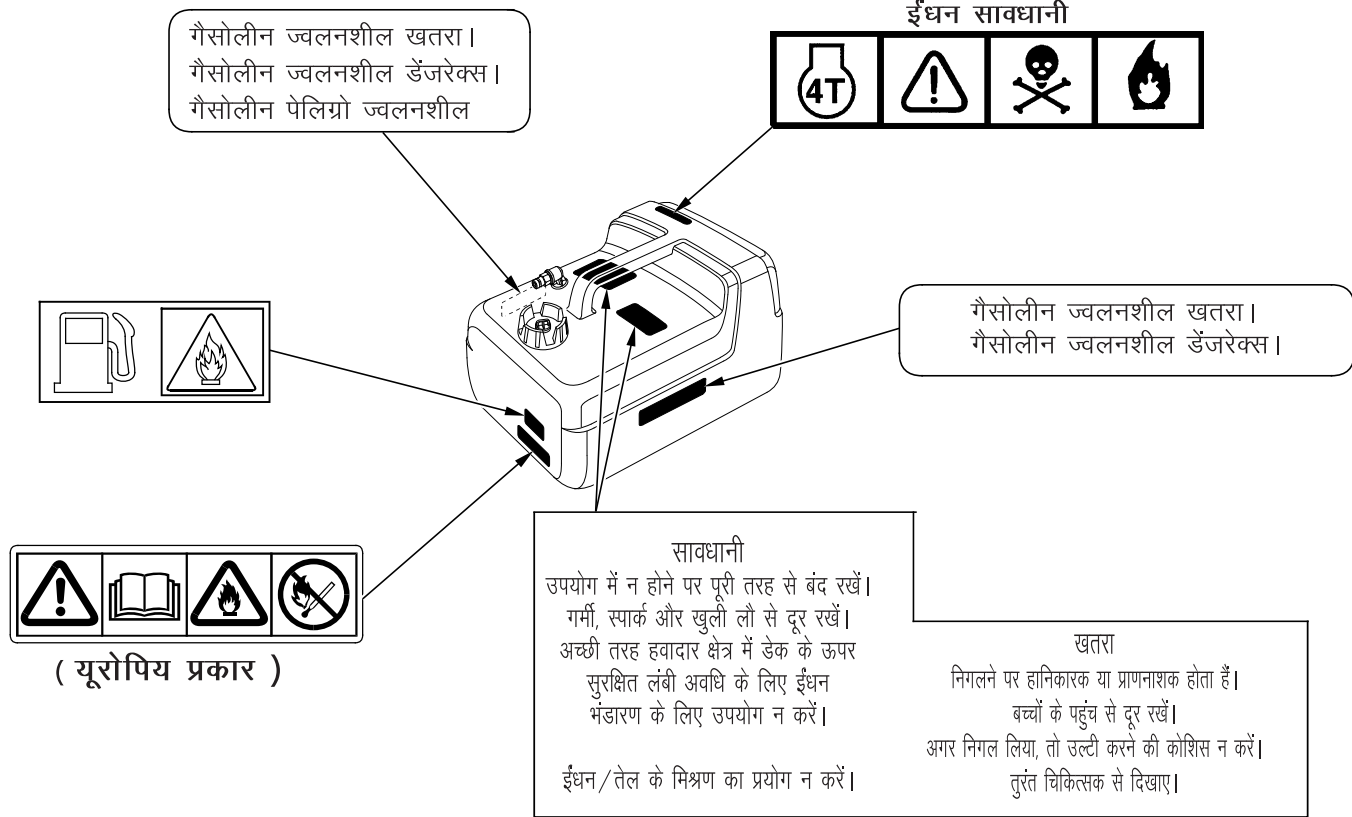 ईंधन सावधानी
गैसोलीन ज्वलनशील खतरा।
गैसोलीन ज्वलनशील डेंजरेक्स।
गैसोलीन पेलिग्रो ज्वलनशील
4T
गैसोलीन ज्वलनशील खतरा।
गैसोलीन ज्वलनशील डेंजरेक्स।
( यूरोपिय प्रकार )
सावधानी
उपयोग में न होने पर पूरी तरह से बंद रखें।
गर्मी, स्पार्क और खुली लौ से दूर रखें।
अच्छी तरह हवादार क्षेत्र में डेक के ऊपर
सुरक्षित लंबी अवधि के लिए ईंधन
भंडारण के लिए उपयोग न करें।
ईंधन/तेल के मिश्रण का प्रयोग न करें।
खतरा
निगलने पर हानिकारक या प्राणनाशक होता हैं।
बच्चों के पहुंच से दूर रखें।
अगर निगल लिया, तो उल्टी करने की कोशिस न करें।
तुरंत चिकित्सक से दिखाए।